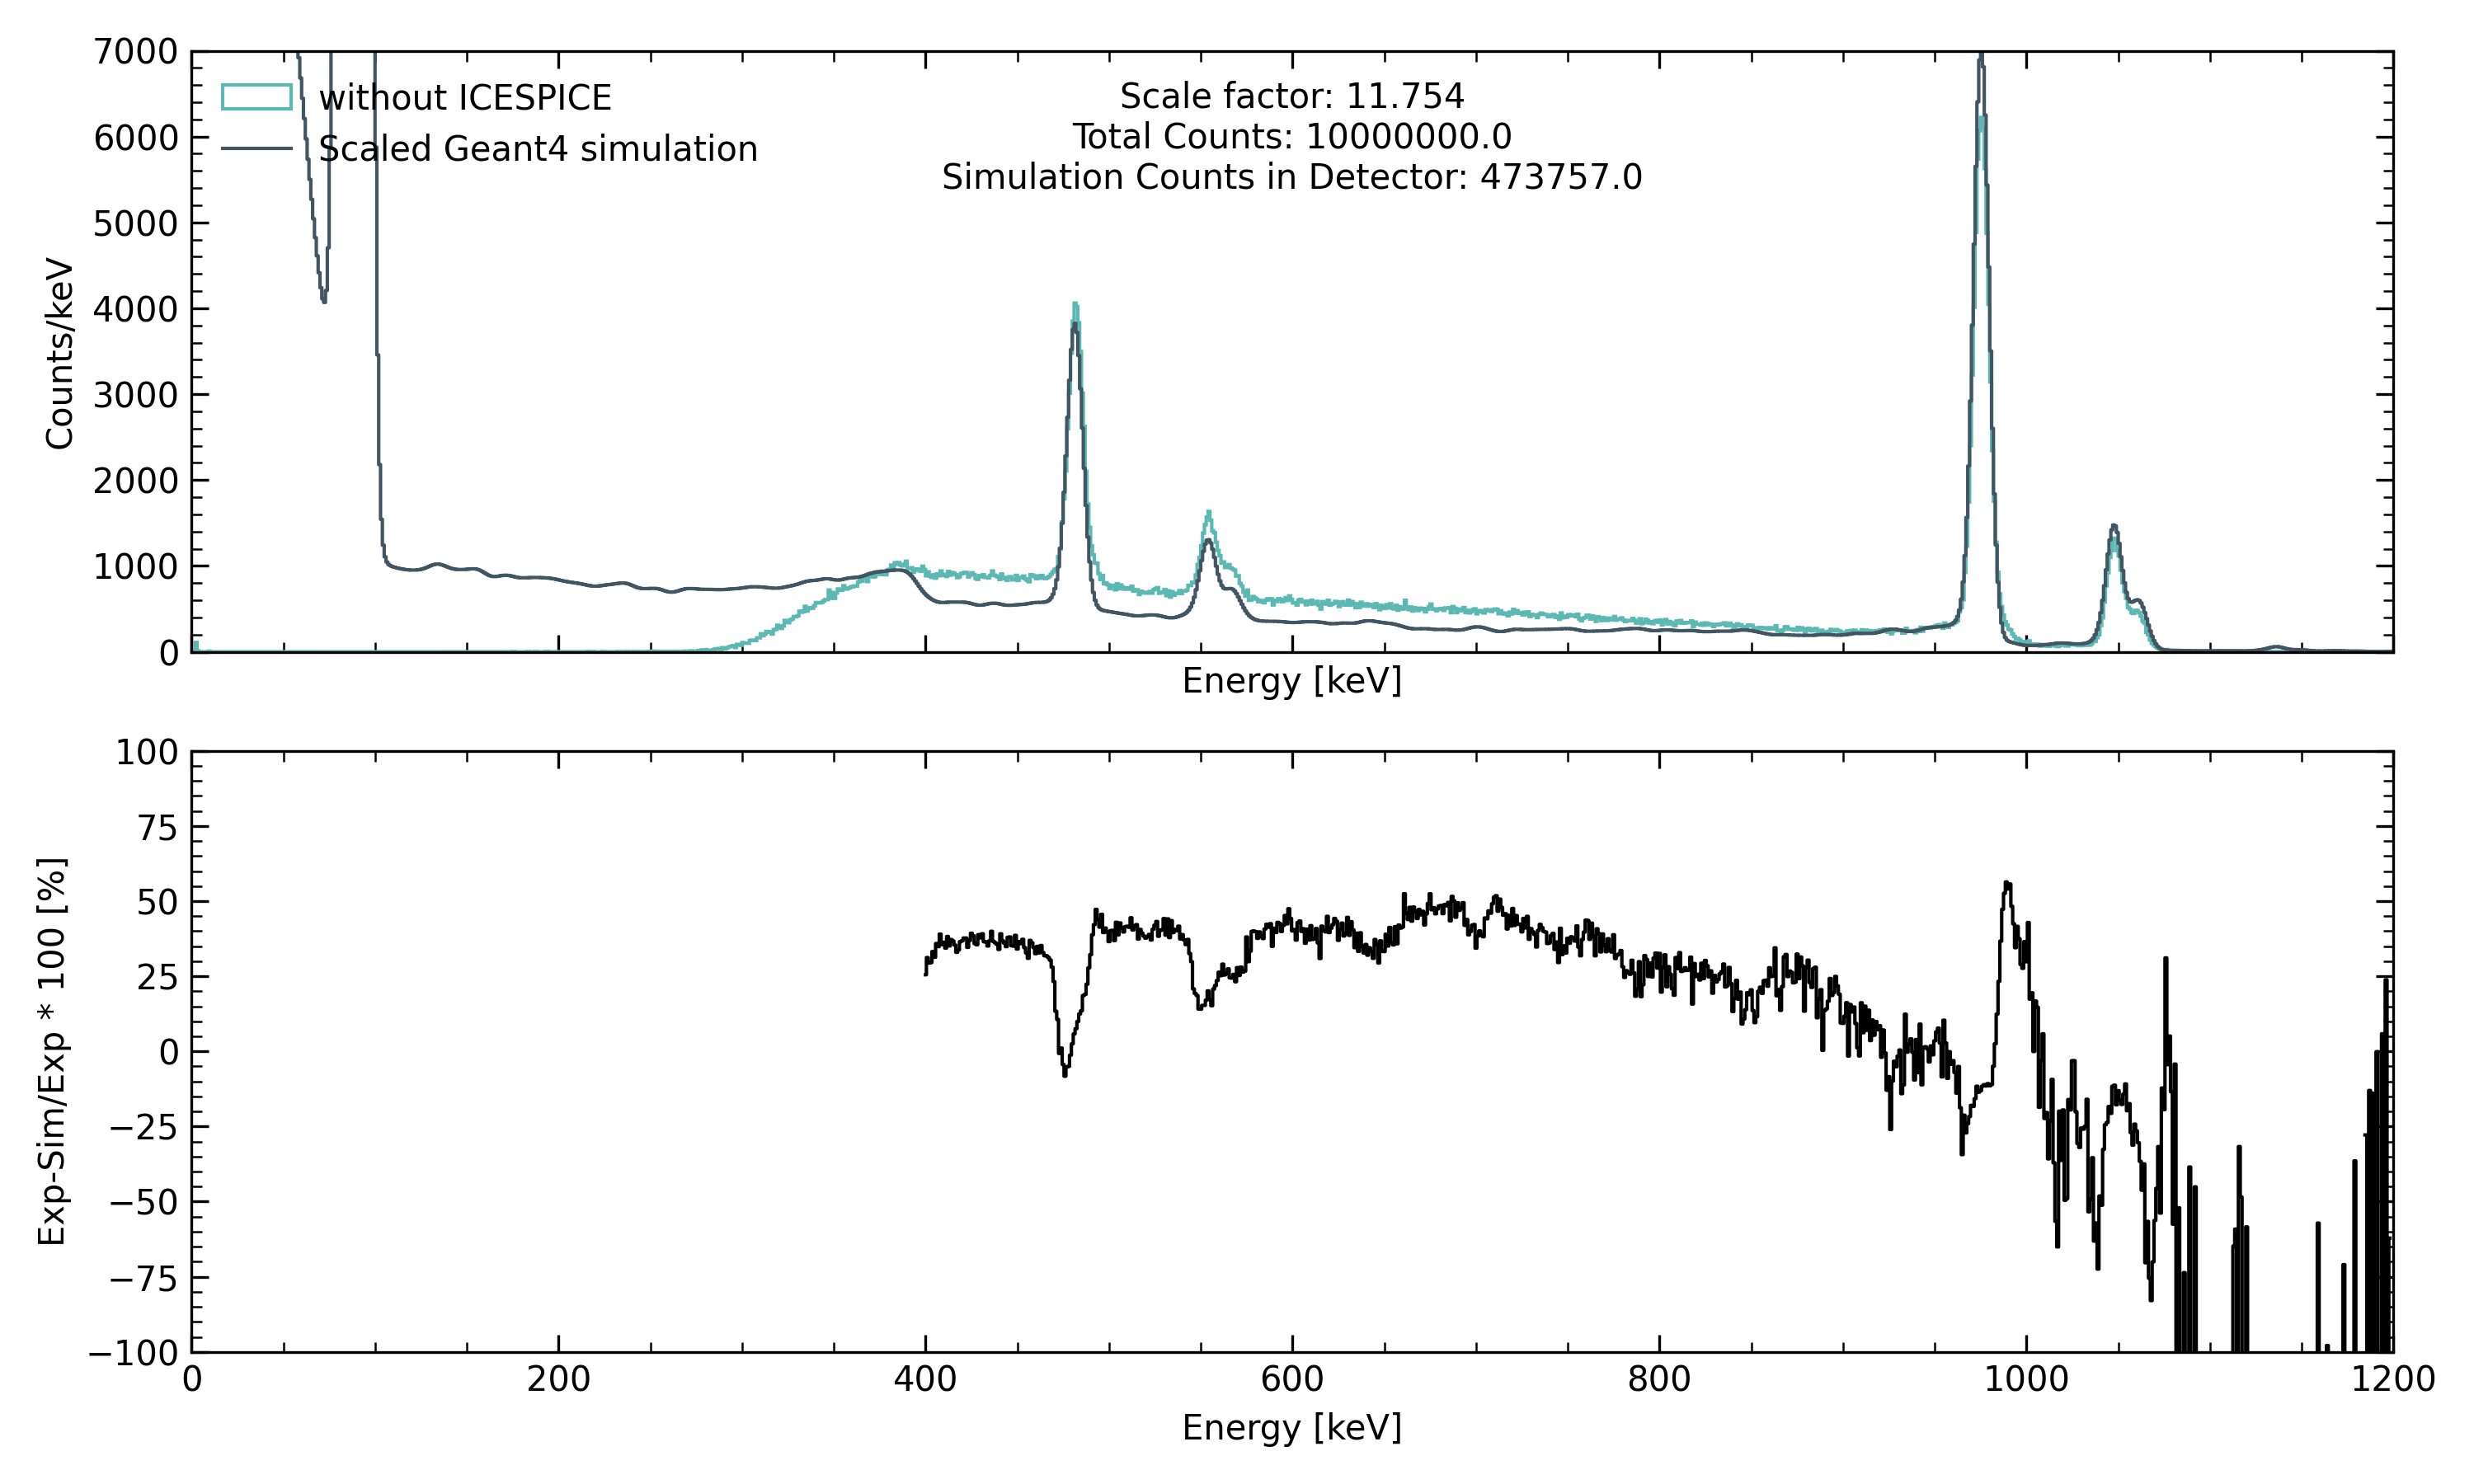 7000
6000
5000
4000
3000
2000
1000
0
Counts/keV
without ICESPICE
Scaled Geant4 simulation
Scale factor: 11.754
Total Counts: 10000000.0
Simulation Counts in Detector: 473757.0
Energy [keV]
100
75
50
25
0
−25
−50
−75
−100
Exp-Sim/Exp * 100 [%]
0 200 400 600 800 1000 1200
Energy [keV]